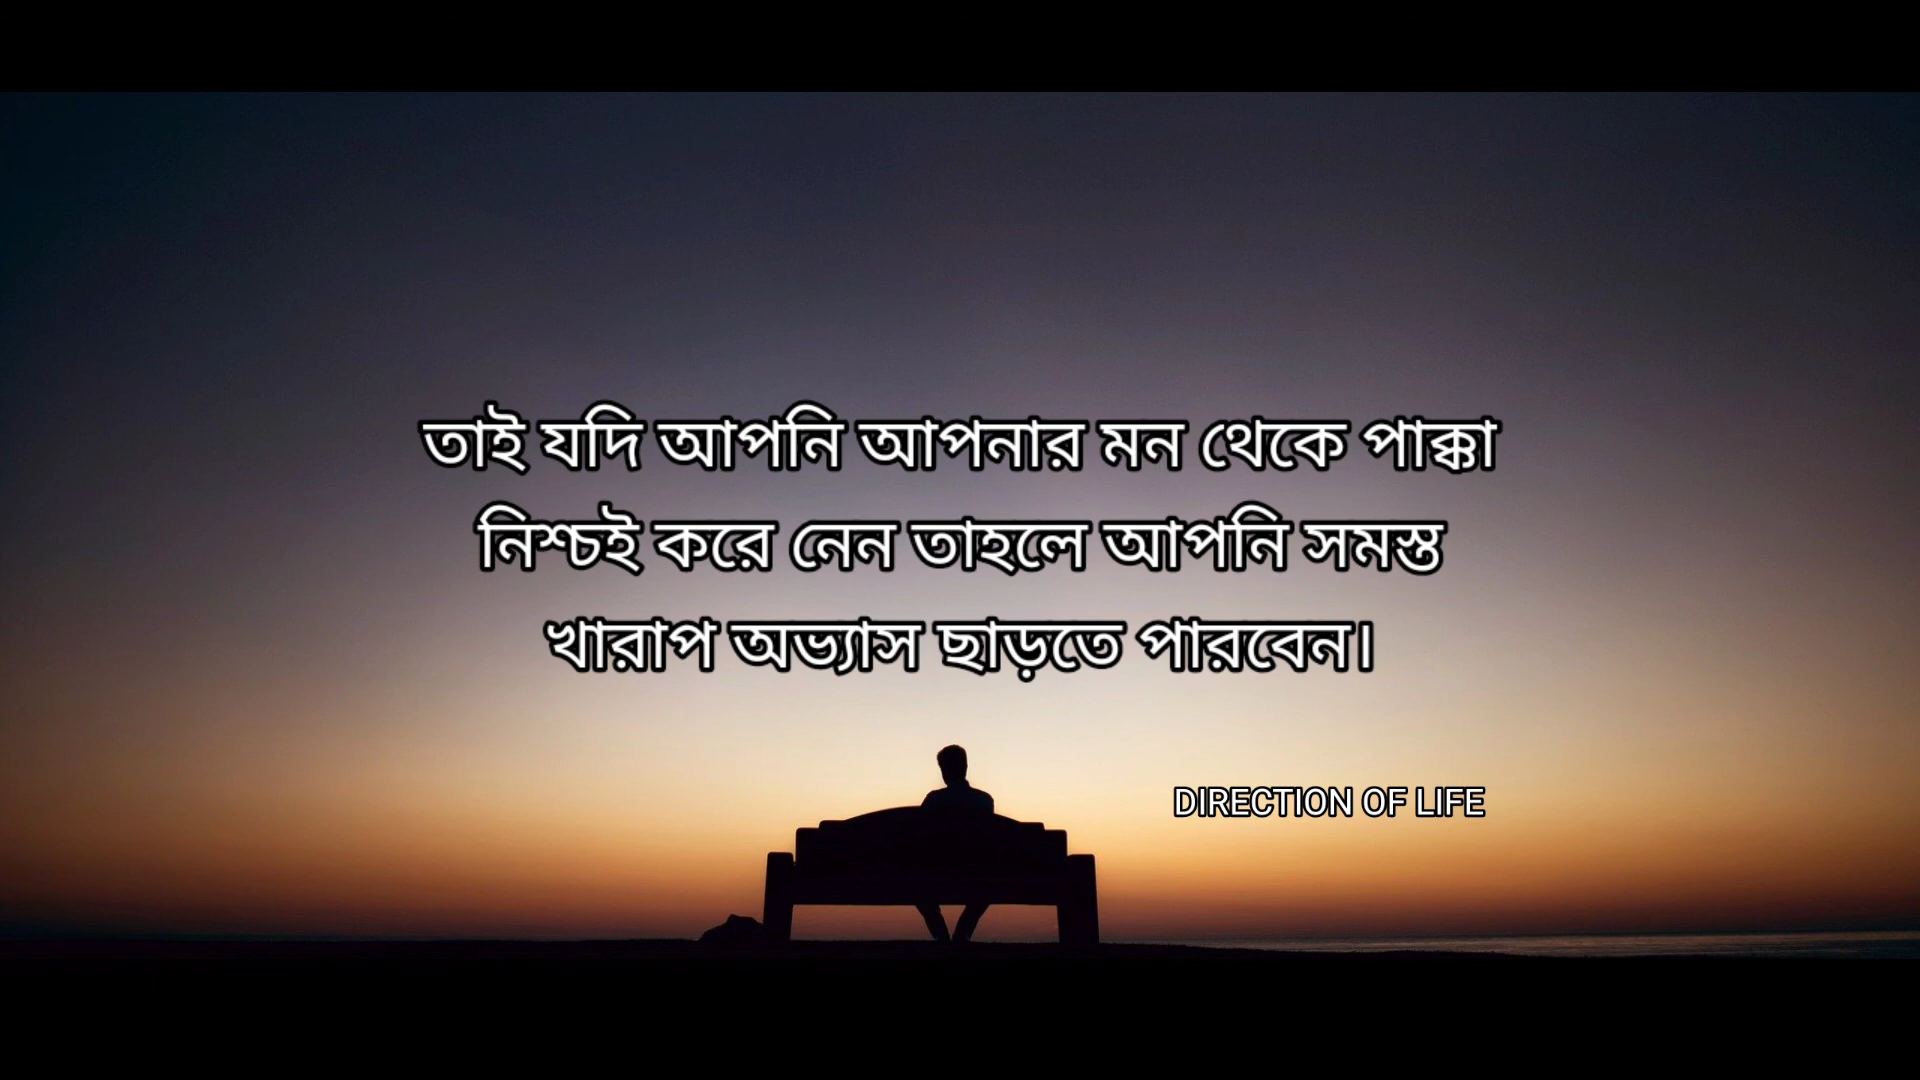 তাই যদি আপনি আপনার মন থেকে পাক্কা
নিশ্চই করে নেন তাহলে আপনি সমস্ত
খারাপ অভ্যাস ছাড়তে পারবেন।
DIRECTION OF LIFE